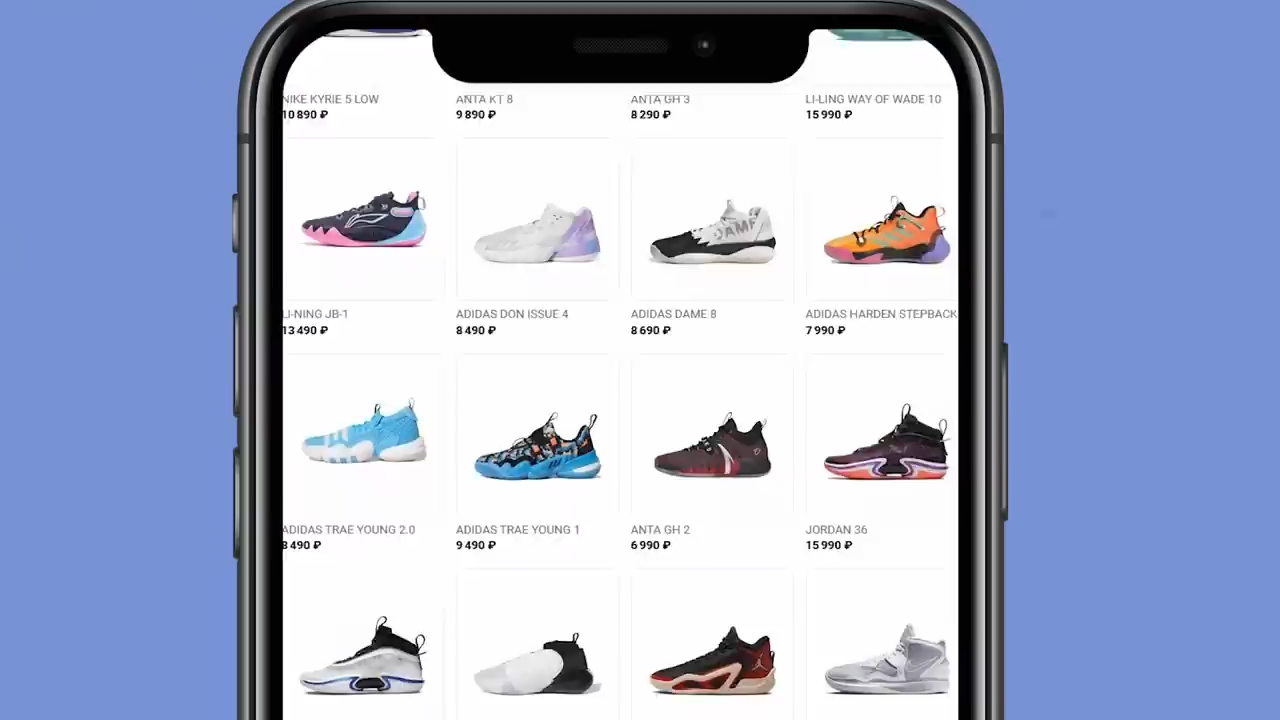 NIKE KYRIE 5 LOW
10 890 ₽
ANTA KT 8
9 890 ₽
ANTA GH 3
8 290 ₽
LI-LING WAY OF WADE 10
15 990 ₽
LI-NING JB-1
13 490 ₽
ADIDAS DON ISSUE 4
8 490 ₽
DAME
ADIDAS DAME 8
8 690 ₽
ADIDAS HARDEN STEPBACK
7 990 ₽
ADIDAS TRAE YOUNG 2.0
8 490 ₽
ADIDAS TRAE YOUNG 1
9 490 ₽
ANTA GH 2
6 990 ₽
JORDAN 36
15 990 ₽